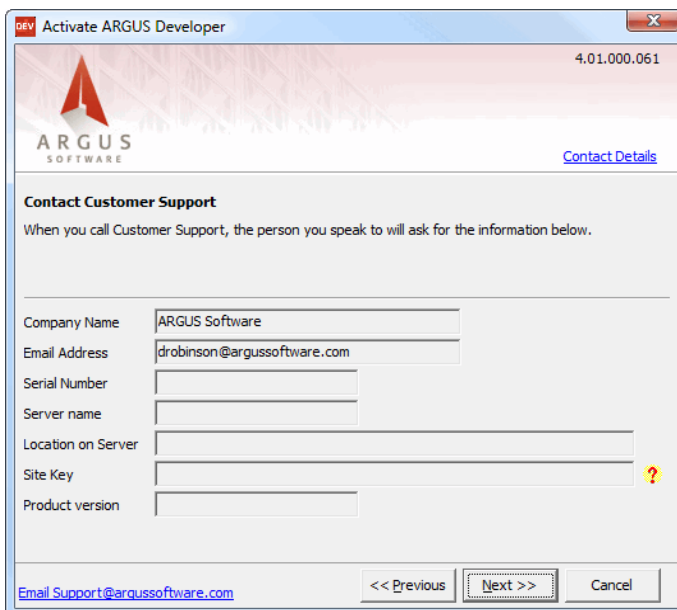 DEV Activate ARGUS Developer
4.01.000.061
ARGUS
SOFTWARE
Contact Details
Contact Customer Support
When you call Customer Support, the person you speak to will ask for the information below.
Company Name ARGUS Software
Email Address drobinson@argussoftware.com
Serial Number
Server name
Location on Server
Site Key ?
Product version
Email Support@argussoftware.com << Previous Next >> Cancel